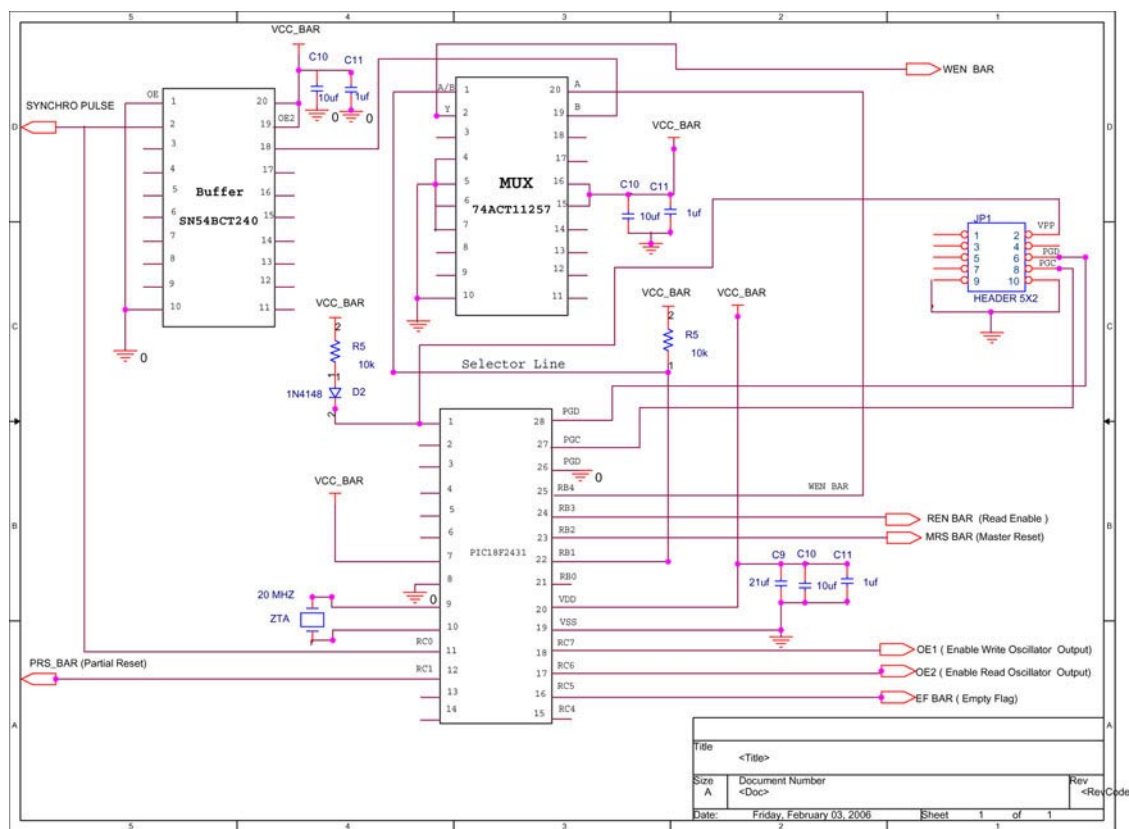 5 4 3 2 1
VCC_BAR
C10 C11
10uf 1uf
0 0
WEN BAR
SYNCHRO PULSE
OE
OE2
1 20
2 19
3 18
4 17
5 16
6 15
7 14
8 13
9 12
10 11
Buffer
SN54BCT240
0
A/B
Y
A
B
1 20
2 19
3 18
4 17
5 16
6 15
7 14
8 13
9 12
10 11
MUX
74ACT11257
VCC_BAR
C10 C11
10uf 1uf
JP1
1 2 VPP
3 4
5 6 PGD
7 8 PGC
9 10
HEADER 5X2
VCC_BAR
2
R5
10k
1
1N4148 D2
2
VCC_BAR
2
R5
10k
1
VCC_BAR
Selector Line
1 28 PGD
2 27 PGC
3 26 PGD
0
4 25 RB4 WEN BAR
5 24 RB3
6 23 RB2
7 22 RB1
8 21 RB0
9 20 VDD
10 19 VSS
RC0 11 18 RC7
RC1 12 17 RC6
13 16 RC5
14 15 RC4
PIC18F2431
VCC_BAR
0
20 MHZ
ZTA
PRS_BAR (Partial Reset)
REN BAR (Read Enable )
MRS BAR (Master Reset)
C9 C10 C11
21uf 10uf 1uf
OE1 ( Enable Write Oscillator Output)
OE2 ( Enable Read Oscillator Output)
EF BAR ( Empty Flag)
D C B A
D C B A
Title
<Title>
Size Document Number Rev
A <Doc> <RevCode
Date: Friday, February 03, 2006 Sheet 1 of 1
5 4 3 2 1